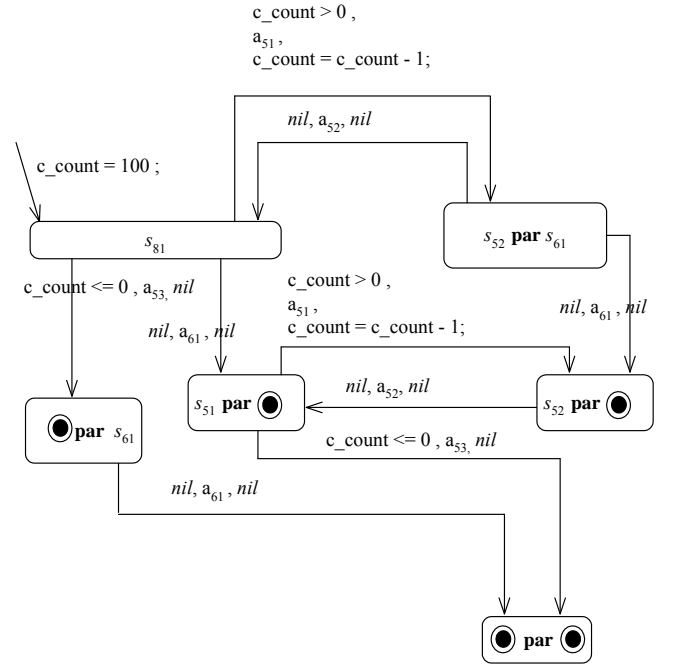 c_count > 0 ,
a51 ,
c_count = c_count - 1;
nil, a52, nil
c_count = 100 ;
s81
s52 par s61
c_count <= 0 , a53, nil
c_count > 0 ,
a51 ,
c_count = c_count - 1;
nil, a61 , nil
nil, a61 , nil
s51 par
nil, a52, nil
s52 par
par s61
c_count <= 0 , a53, nil
nil, a61 , nil
par